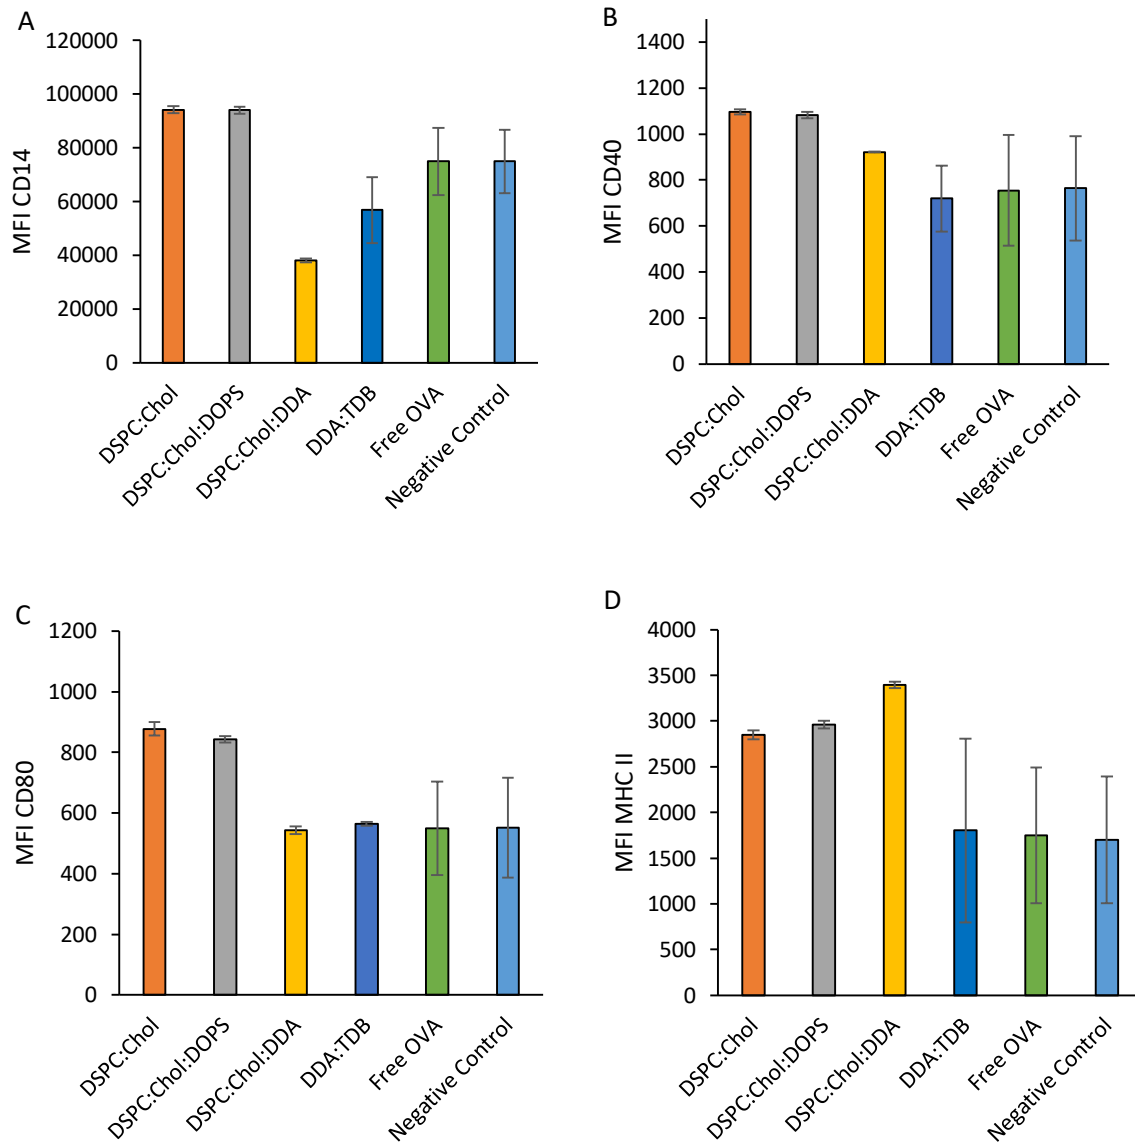 A
MFI CD14
120000
100000
80000
60000
40000
20000
0
DSPC:Chol
DSPC:Chol:DOPS
DSPC:Chol:DDA
DDA:TDB
Free OVA
Negative Control
B
MFI CD40
1400
1200
1000
800
600
400
200
0
DSPC:Chol
DSPC:Chol:DOPS
DSPC:Chol:DDA
DDA:TDB
Free OVA
Negative Control
C
MFI CD80
1200
1000
800
600
400
200
0
DSPC:Chol
DSPC:Chol:DOPS
DSPC:Chol:DDA
DDA:TDB
Free OVA
Negative Control
D
MFI MHC II
4000
3500
3000
2500
2000
1500
1000
500
0
DSPC:Chol
DSPC:Chol:DOPS
DSPC:Chol:DDA
DDA:TDB
Free OVA
Negative Control